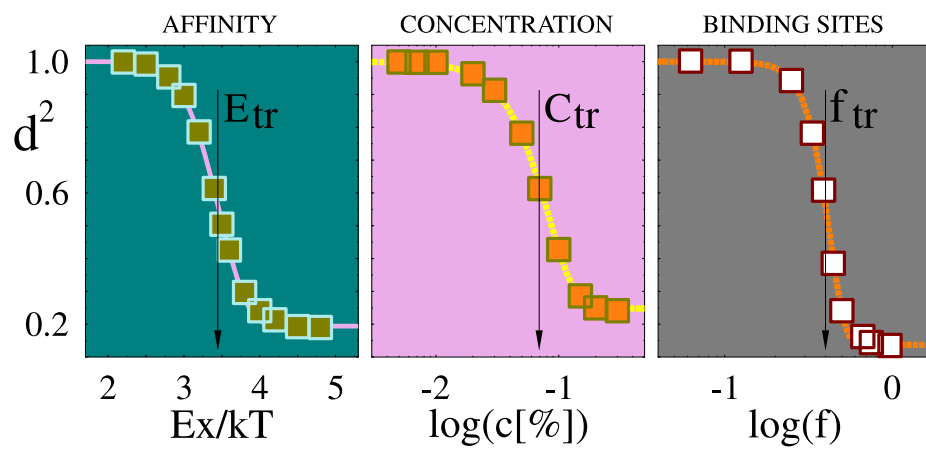 AFFINITY
CONCENTRATION
BINDING SITES
d²
1.0
0.6
0.2
E_tr
C_tr
f_tr
2 3 4 5
-2 -1
-1 0
Ex/kT
log(c[%])
log(f)